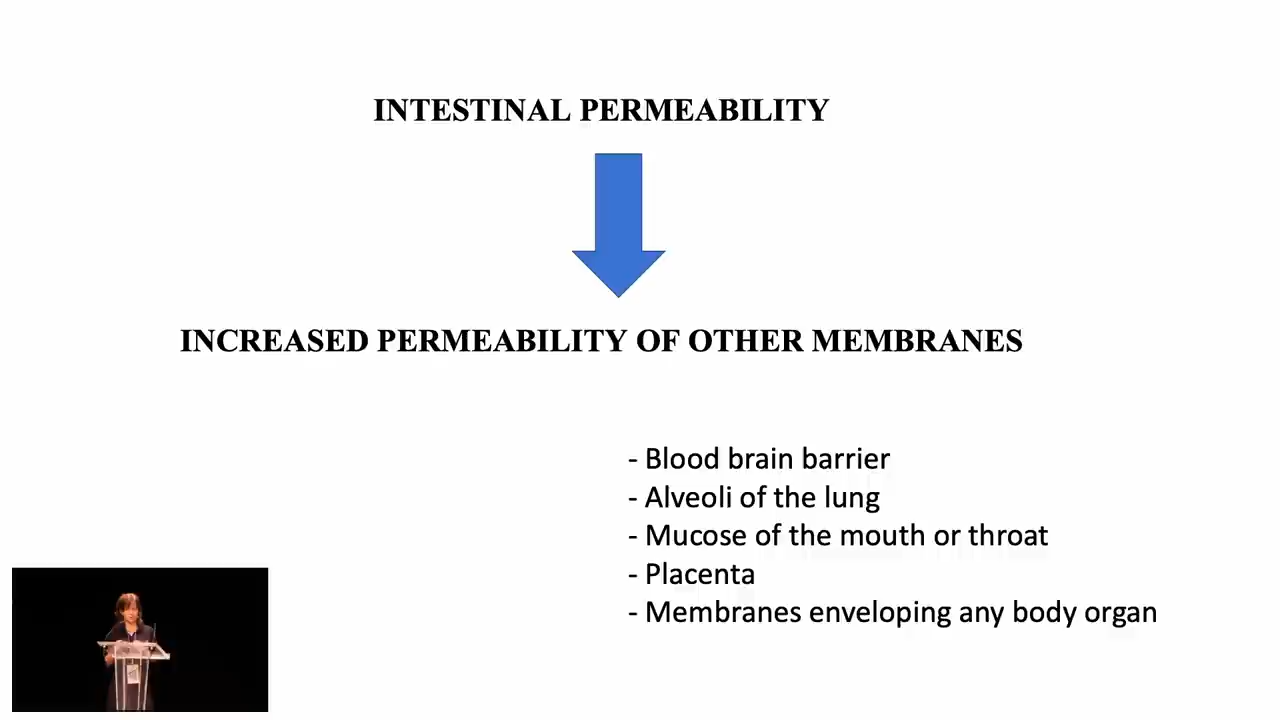 INTESTINAL PERMEABILITY
INCREASED PERMEABILITY OF OTHER MEMBRANES
- Blood brain barrier
- Alveoli of the lung
- Mucose of the mouth or throat
- Placenta
- Membranes enveloping any body organ